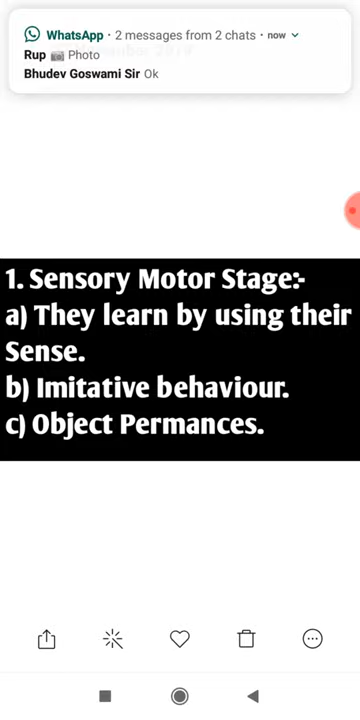 WhatsApp • 2 messages from 2 chats • now
Rup 📷 Photo
Bhudev Goswami Sir Ok
1. Sensory Motor Stage:-
a) They learn by using their
Sense.
b) Imitative behaviour.
c) Object Permances.